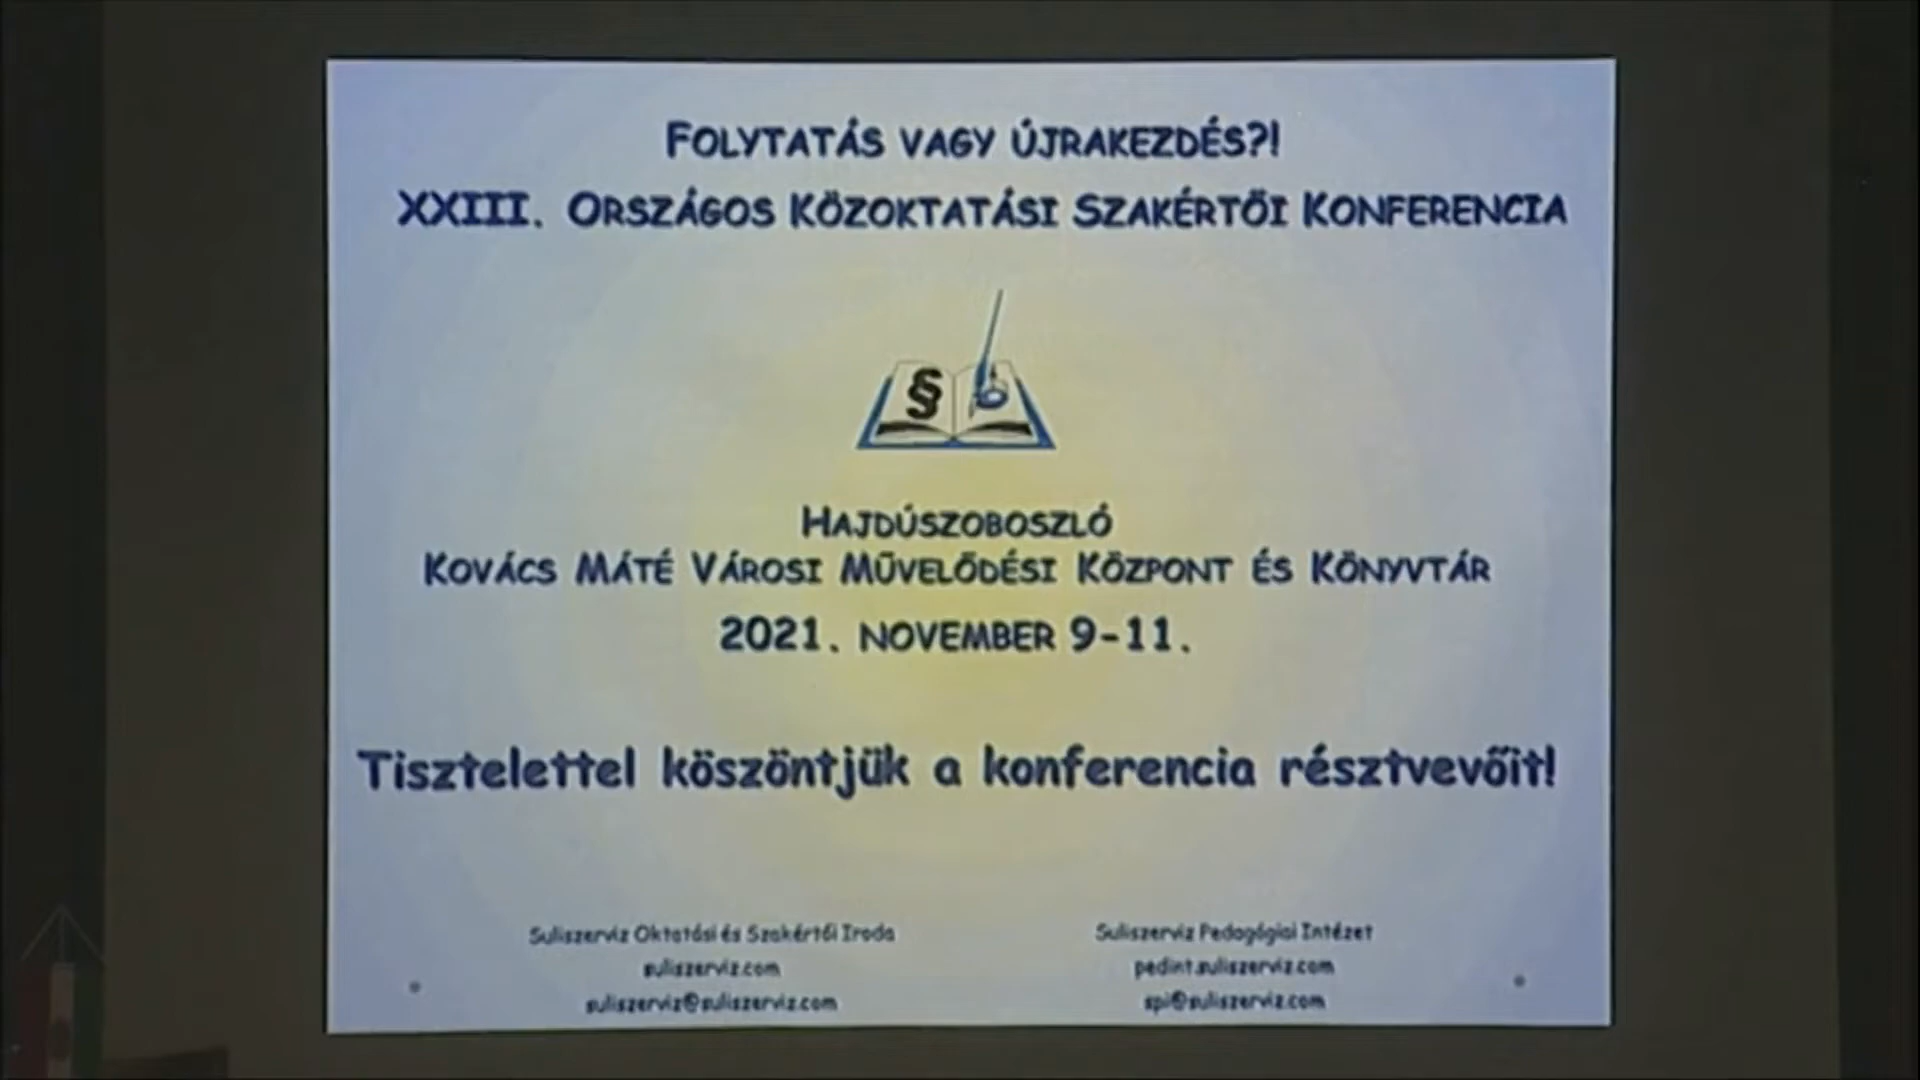 FOLYTATÁS VAGY ÚJRAKEZDÉS?!
XXIII. ORSZÁGOS KÖZOKTATÁSI SZAKÉRTŐI KONFERENCIA
§
HAJDÚSZOBOSZLÓ
KOVÁCS MÁTÉ VÁROSI MŰVELŐDÉSI KÖZPONT ÉS KÖNYVTÁR
2021. NOVEMBER 9-11.
Tisztelettel köszöntjük a konferencia résztvevőit!
Suliszerviz Oktatási és Szakértői Iroda
suliszerviz.com
suliszerviz@suliszerviz.com
Suliszerviz Pedagógiai Intézet
pedint.suliszerviz.com
spi@suliszerviz.com